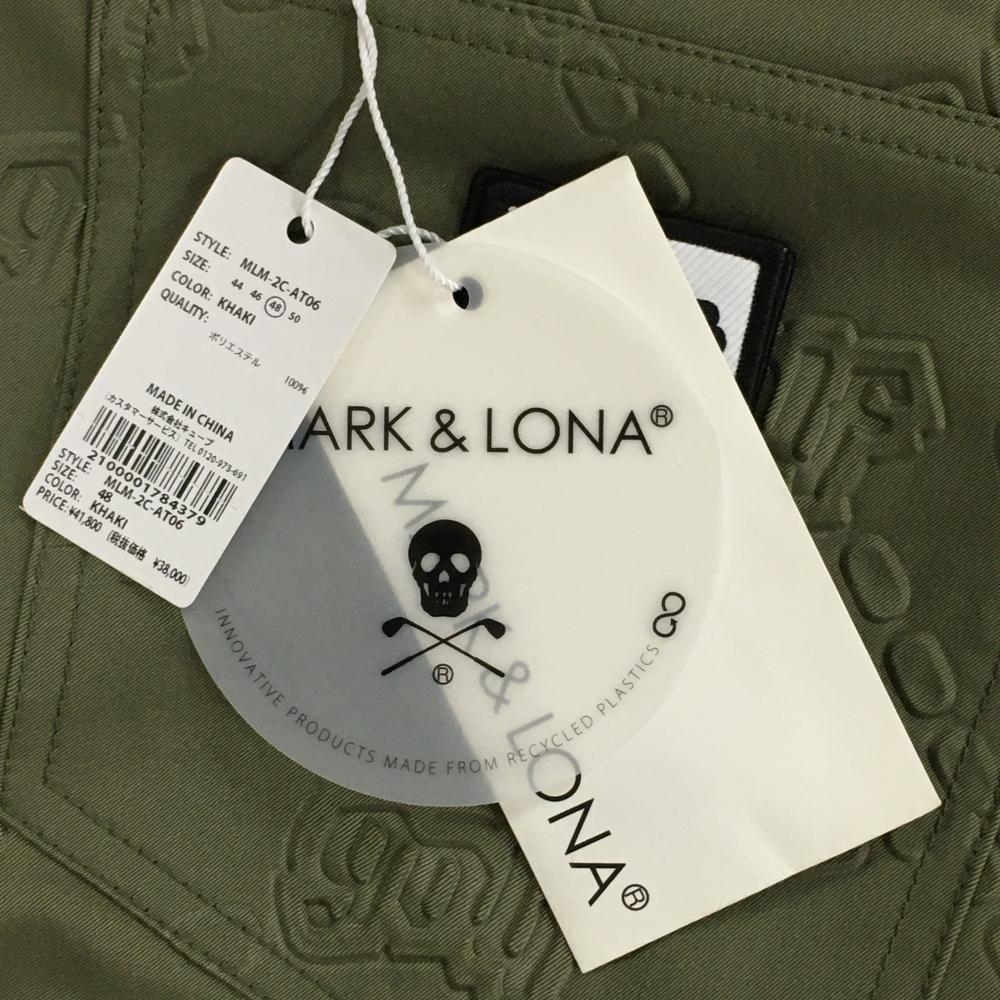 STYLE: MLM-2C-AT06
SIZE: 44 46 48 50
COLOR: KHAKI
QUALITY:
ポリエステル
100%
MADE IN CHINA
株式会社キューブ
(カスタマーサービス) TEL 0120-973-691
2100001784379
STYLE: MLM-2C-AT06
SIZE: 48
COLOR: KHAKI
PRICE: ¥41,800 (税抜価格 ¥38,000)
ARK & LONA®
®
INNOVATIVE PRODUCTS MADE FROM RECYCLED PLASTICS
MARK & LONA®